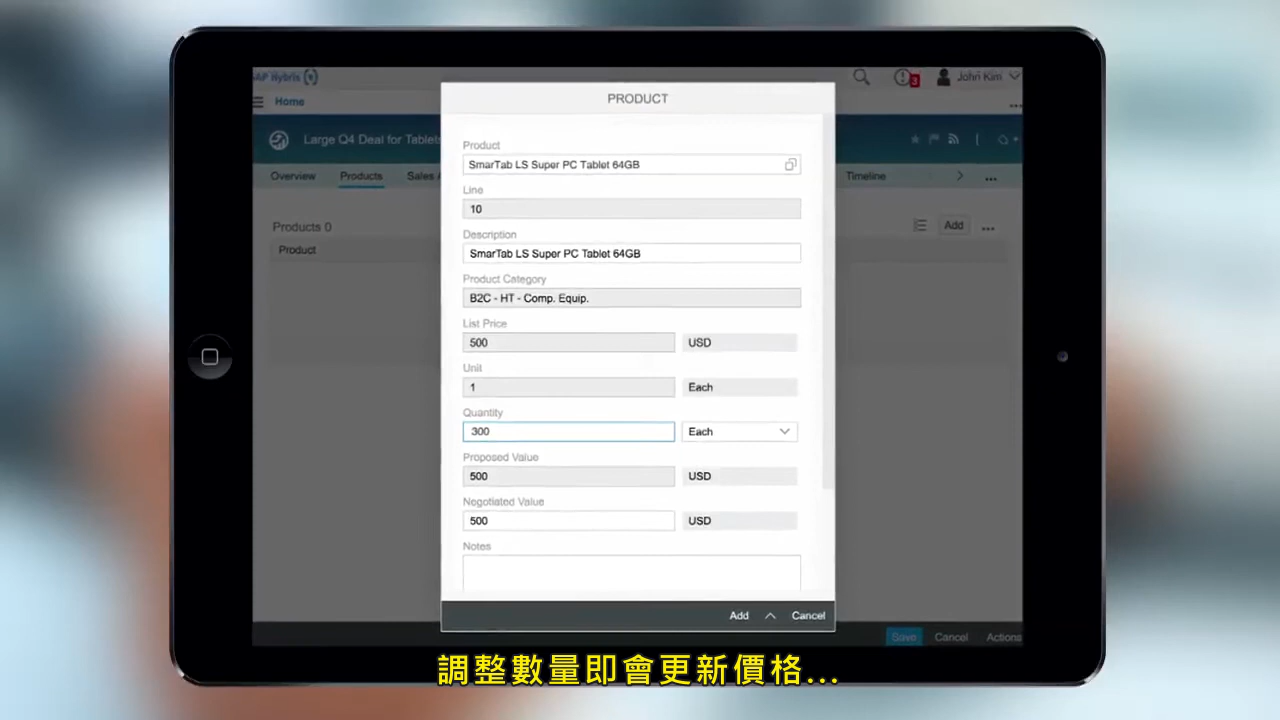 SAP Hybris
3
John Kim
Home
...
Large Q4 Deal for Tablets
Overview Products Sales Timeline ...
Products 0 Add ...
Product
PRODUCT
Product
SmarTab LS Super PC Tablet 64GB
Line
10
Description
SmarTab LS Super PC Tablet 64GB
Product Category
B2C - HT - Comp. Equip.
List Price
500 USD
Unit
1 Each
Quantity
300 Each
Proposed Value
500 USD
Negotiated Value
500 USD
Notes
Add Cancel
Save Cancel Actions
調整數量即會更新價格...